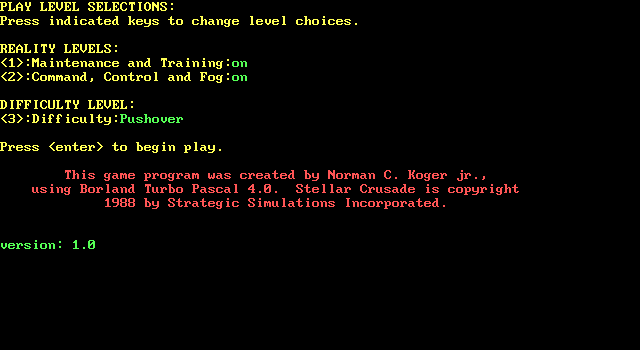 PLAY LEVEL SELECTIONS:
Press indicated keys to change level choices.
REALITY LEVELS:
<1>:Maintenance and Training:on
<2>:Command, Control and Fog:on
DIFFICULTY LEVEL:
<3>:Difficulty:Pushover
Press <enter> to begin play.
This game program was created by Norman C. Koger jr.,
using Borland Turbo Pascal 4.0.  Stellar Crusade is copyright
1988 by Strategic Simulations Incorporated.
version: 1.0